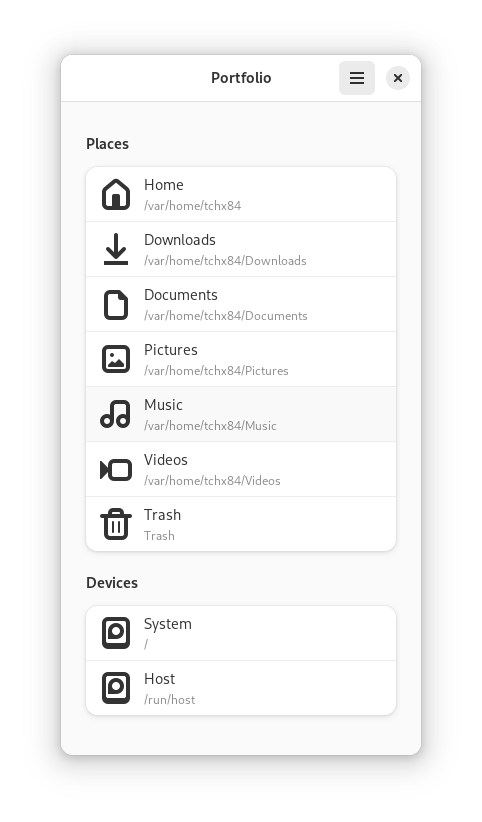 Portfolio
Places
Home
/var/home/tchx84
Downloads
/var/home/tchx84/Downloads
Documents
/var/home/tchx84/Documents
Pictures
/var/home/tchx84/Pictures
Music
/var/home/tchx84/Music
Videos
/var/home/tchx84/Videos
Trash
Trash
Devices
System
/
Host
/run/host